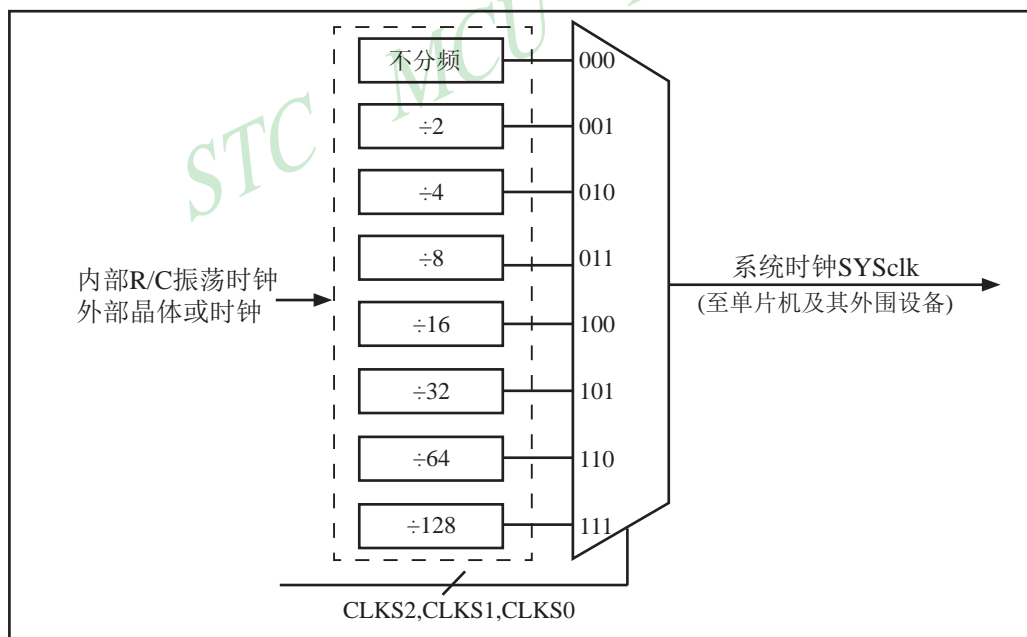 STC MCU
不分频
000
÷2
001
÷4
010
÷8
011
÷16
100
÷32
101
÷64
110
÷128
111
内部R/C振荡时钟
外部晶体或时钟
系统时钟SYSclk
(至单片机及其外围设备)
CLKS2,CLKS1,CLKS0